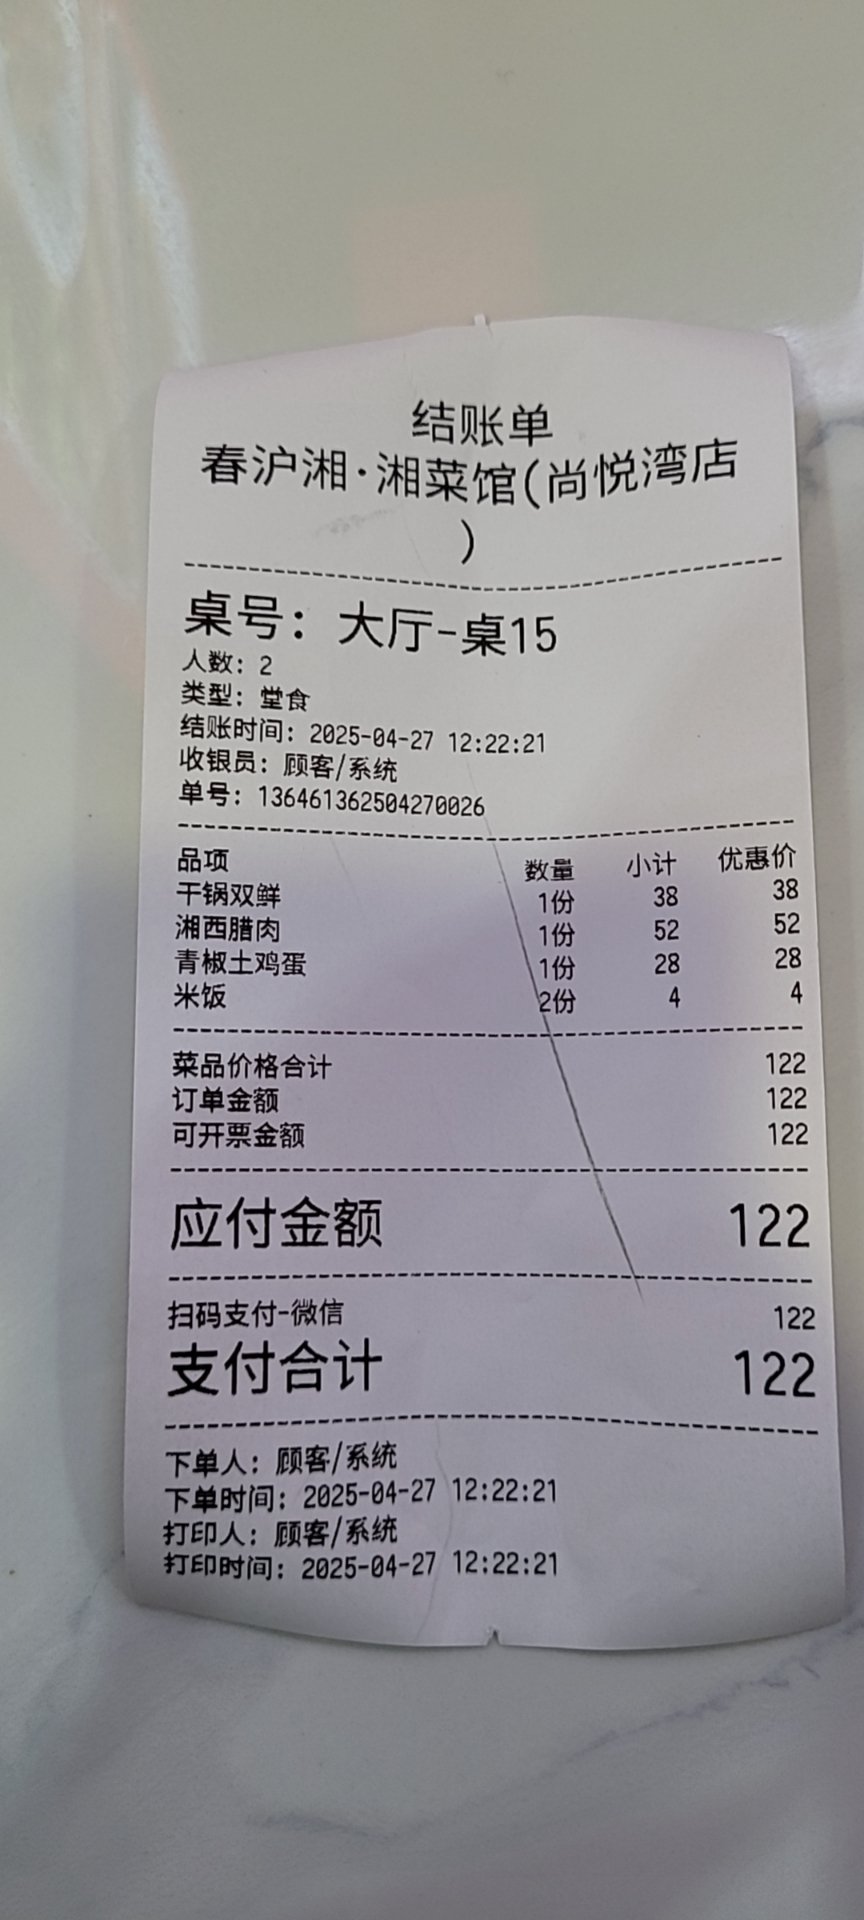 结账单
春沪湘·湘菜馆(尚悦湾店
)
桌号：大厅-桌15
人数：2
类型：堂食
结账时间：2025-04-27 12:22:21
收银员：顾客/系统
单号：136461362504270026
品项 数量 小计 优惠价
干锅双鲜 1份 38 38
湘西腊肉 1份 52 52
青椒土鸡蛋 1份 28 28
米饭 2份 4 4
菜品价格合计 122
订单金额 122
可开票金额 122
应付金额 122
扫码支付-微信 122
支付合计 122
下单人：顾客/系统
下单时间：2025-04-27 12:22:21
打印人：顾客/系统
打印时间：2025-04-27 12:22:21